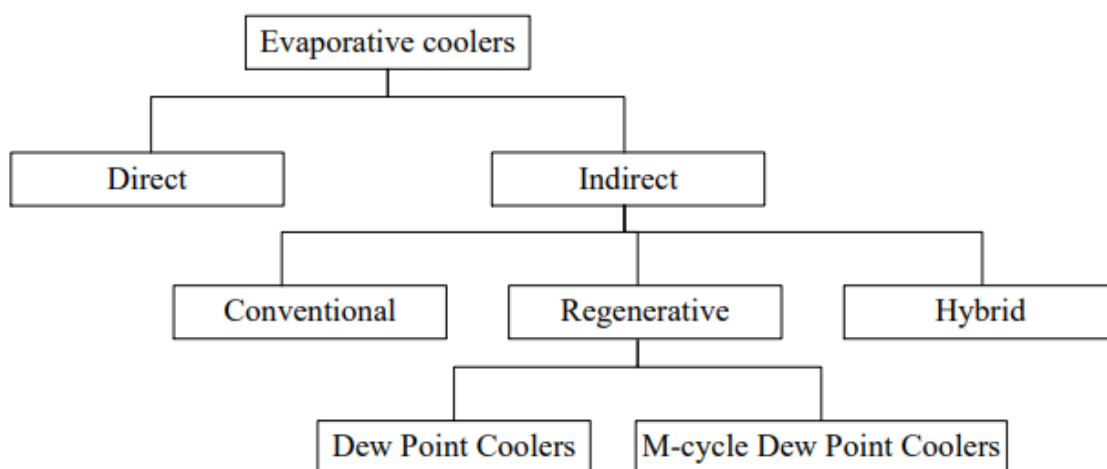 Evaporative coolers
Direct
Indirect
Conventional
Regenerative
Hybrid
Dew Point Coolers
M-cycle Dew Point Coolers